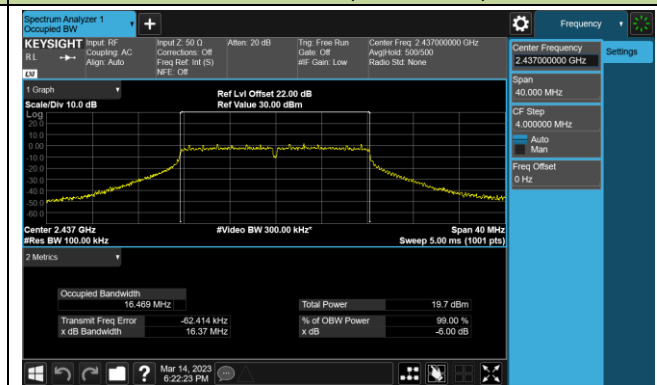 Spectrum Analyzer 1
Occupied BW
Frequency
KEYSIGHT
RL
LXI
Input: RF
Coupling: AC
Align: Auto
Input Z: 50 Ω
Corrections: Off
Freq Ref: Int (S)
NFE: Off
Atten: 20 dB
Trig: Free Run
Gate: Off
#IF Gain: Low
Center Freq: 2.437000000 GHz
Avg|Hold: 500/500
Radio Std: None
Center Frequency
2.437000000 GHz
Settings
Span
40.000 MHz
CF Step
4.000000 MHz
Auto
Man
Freq Offset
0 Hz
1 Graph
Scale/Div 10.0 dB
Ref Lvl Offset 22.00 dB
Ref Value 30.00 dBm
Log
20.0
10.0
0.00
-10.0
-20.0
-30.0
-40.0
-50.0
-60.0
Center 2.437 GHz
#Res BW 100.00 kHz
#Video BW 300.00 kHz*
Span 40 MHz
Sweep 5.00 ms (1001 pts)
2 Metrics
Occupied Bandwidth
16.469 MHz
Total Power 19.7 dBm
Transmit Freq Error -62.414 kHz
% of OBW Power 99.00 %
x dB Bandwidth 16.37 MHz
x dB -6.00 dB
?
Mar 14, 2023
6:22:23 PM